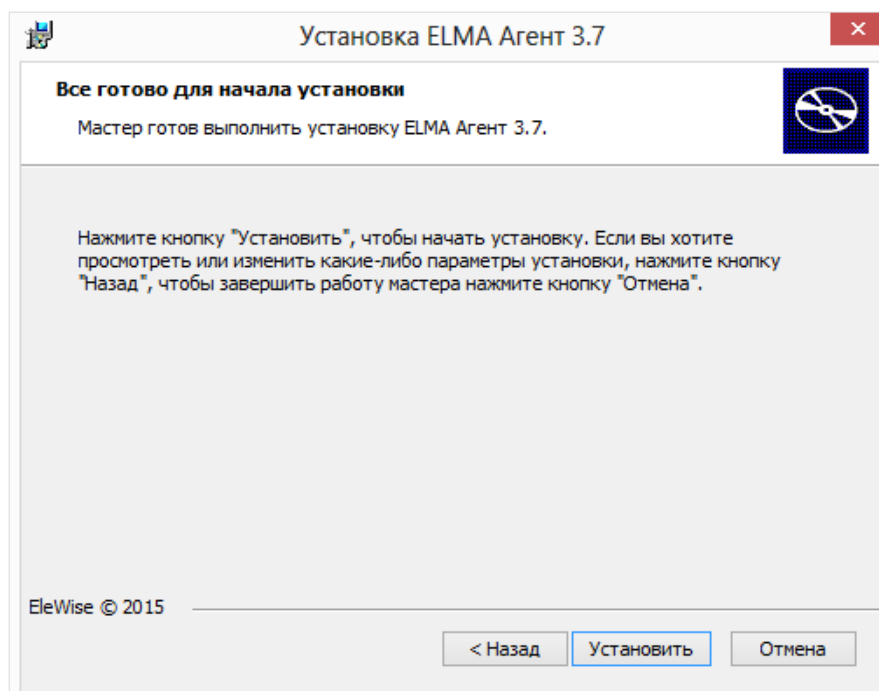 Установка ELMA Агент 3.7
Все готово для начала установки
Мастер готов выполнить установку ELMA Агент 3.7.
Нажмите кнопку "Установить", чтобы начать установку. Если вы хотите
просмотреть или изменить какие-либо параметры установки, нажмите кнопку
"Назад", чтобы завершить работу мастера нажмите кнопку "Отмена".
EleWise © 2015
< Назад
Установить
Отмена